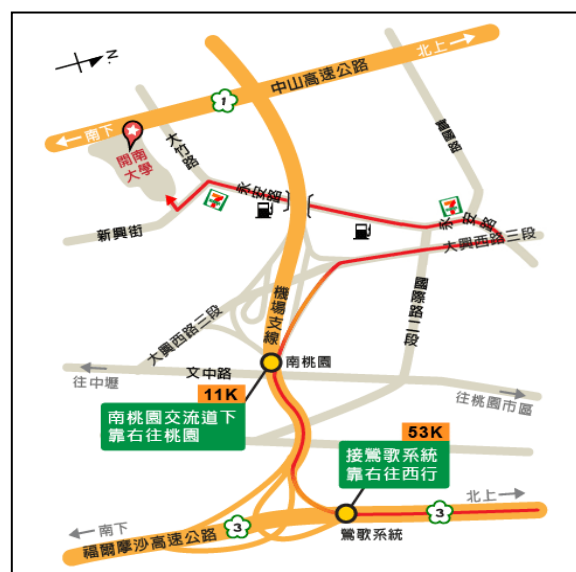 北上
中山高速公路
N
1
南下
開南
大學
大竹路
國園路
永安路
7
7
新興街
永安路
大興西路三段
大興西路三段
機場支線
國際路二段
南桃園
文中路
往中壢
往桃園市區
11K
南桃園交流道下
靠右往桃園
53K
接鶯歌系統
靠右往西行
北上
3
南下
3
福爾摩沙高速公路
鶯歌系統